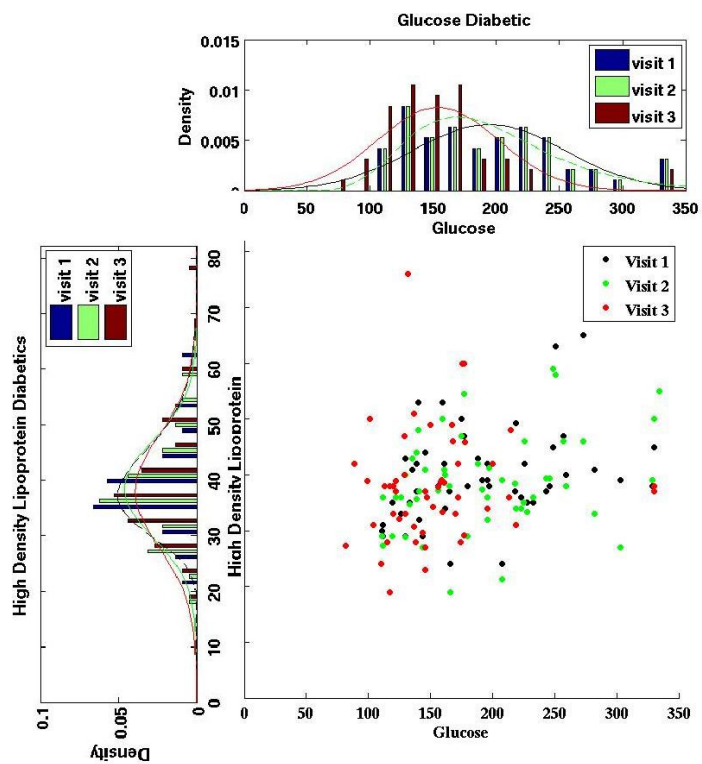 Glucose Diabetic
0.015
0.01
0.005
0
Density
visit 1
visit 2
visit 3
0 50 100 150 200 250 300 350
Glucose
High Density Lipoprotein Diabetics
visit 1
visit 2
visit 3
0 10 20 30 40 50 60 70 80
0.1 0.05 0
Density
High Density Lipoprotein
Visit 1
Visit 2
Visit 3
0 50 100 150 200 250 300 350
Glucose